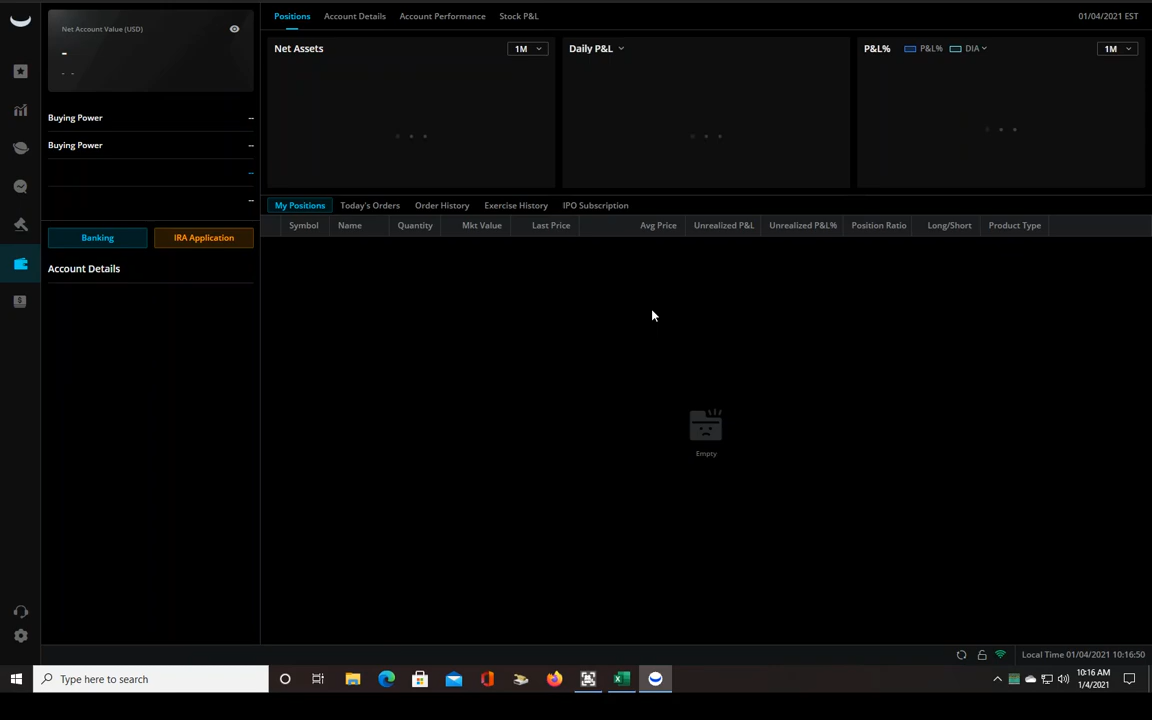 Positions Account Details Account Performance Stock P&L 01/04/2021 EST
Net Account Value (USD)
-
- -
Net Assets 1M
Daily P&L
P&L% P&L% DIA 1M
Buying Power --
Buying Power --
--
--
Banking IRA Application
Account Details
My Positions Today's Orders Order History Exercise History IPO Subscription
Symbol Name Quantity Mkt Value Last Price Avg Price Unrealized P&L Unrealized P&L% Position Ratio Long/Short Product Type
Empty
Local Time 01/04/2021 10:16:50
Type here to search
10:16 AM
1/4/2021